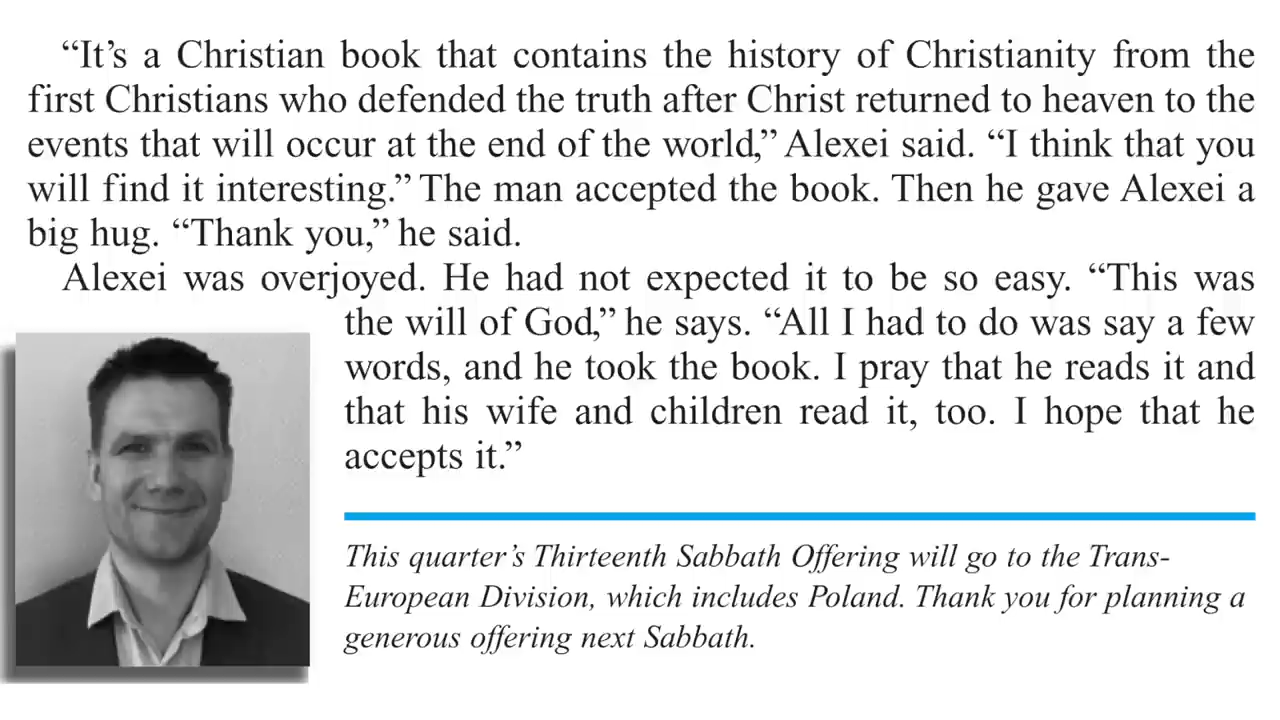 “It’s a Christian book that contains the history of Christianity from the
first Christians who defended the truth after Christ returned to heaven to the
events that will occur at the end of the world,” Alexei said. “I think that you
will find it interesting.” The man accepted the book. Then he gave Alexei a
big hug. “Thank you,” he said.
Alexei was overjoyed. He had not expected it to be so easy. “This was
the will of God,” he says. “All I had to do was say a few
words, and he took the book. I pray that he reads it and
that his wife and children read it, too. I hope that he
accepts it.”
This quarter’s Thirteenth Sabbath Offering will go to the Trans-
European Division, which includes Poland. Thank you for planning a
generous offering next Sabbath.